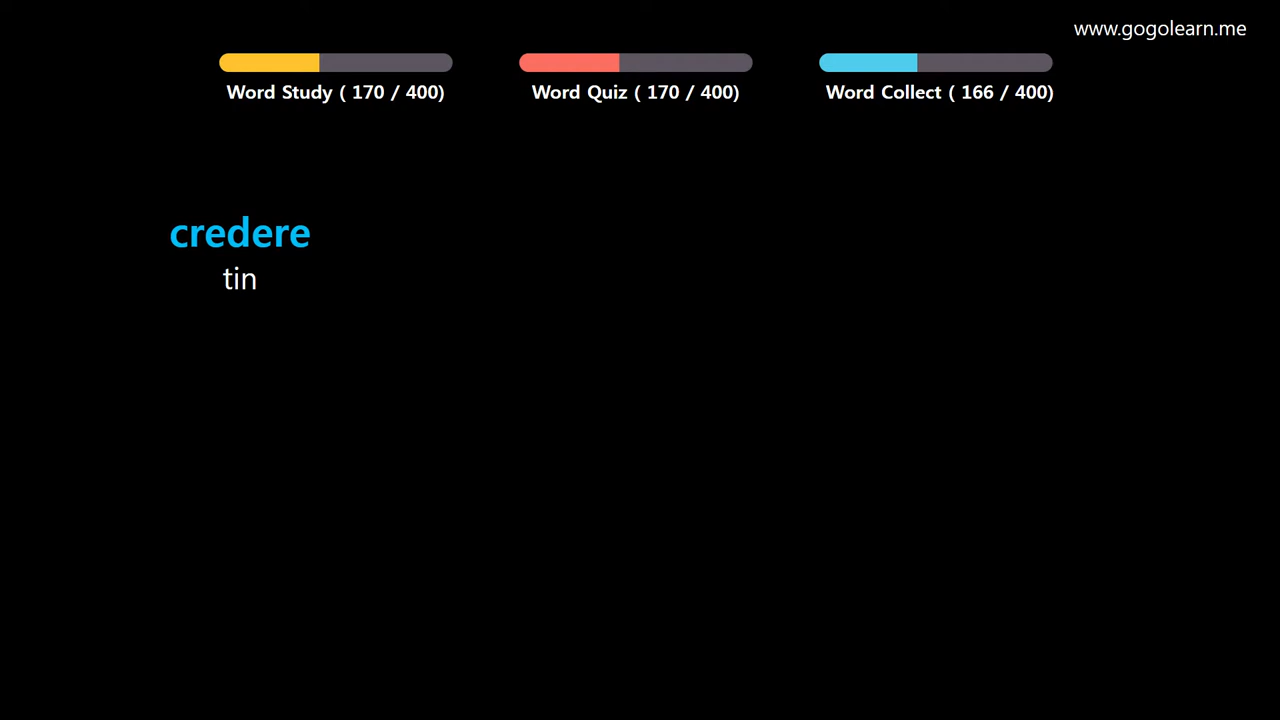 www.gogolearn.me
Word Study ( 170 / 400)
Word Quiz ( 170 / 400)
Word Collect ( 166 / 400)
credere
tin